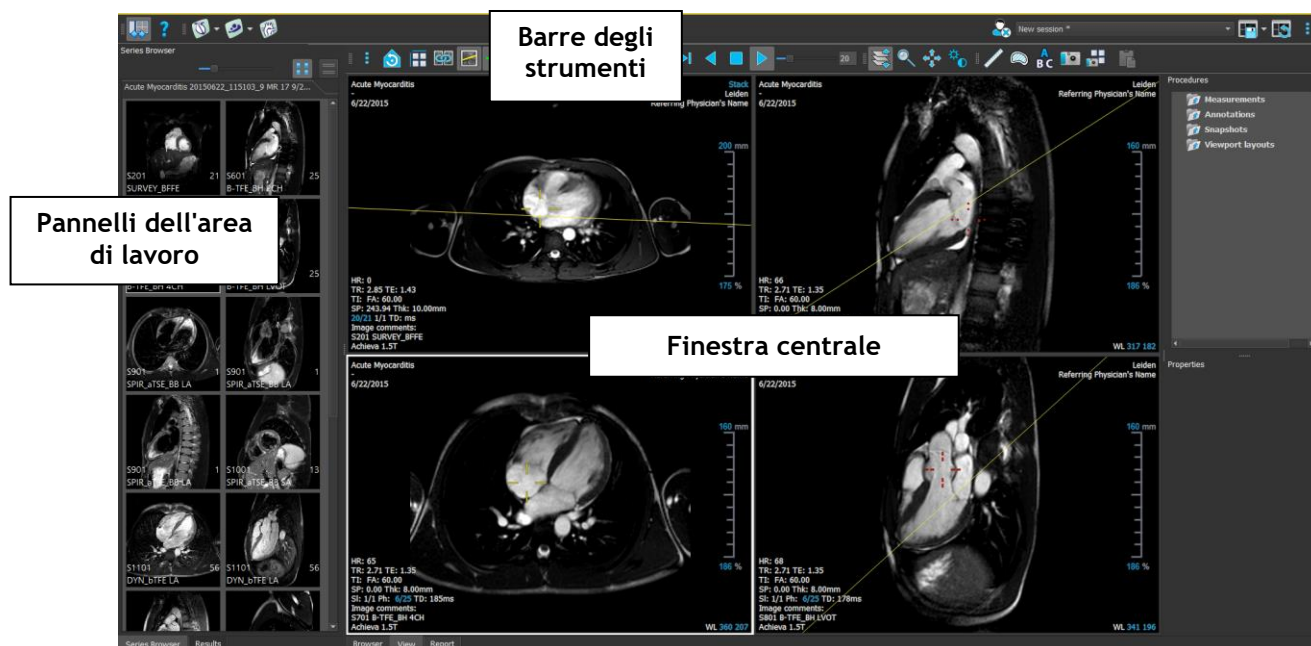 New session *
Barre degli
strumenti
20
A
B C
Series Browser
Acute Myocarditis 20150622_115103_9 MR 17 9/2...
S201
21
SURVEY_BFFE
S601
25
B-TFE_BH 2CH
Pannelli dell'area
di lavoro
25
B-TFE_BH 4CH
B-TFE_BH LVOT
S901
1
SPIR_aTSE_BB LA
S901
1
SPIR_aTSE_BB LA
S901
1
SPIR_aTSE_BB LA
S1001
13
SPIR_aTSE_BB SA
S1101
56
DYN_bTFE LA
S1101
56
DYN_bTFE LA
Series Browser
Results
Acute Myocarditis
-
6/22/2015
Stack
Leiden
Referring Physician's Name
200 mm
175 %
HR: 0
TR: 2.85 TE: 1.43
TI: FA: 60.00
SP: 243.94 Thk: 10.00mm
20/21 1/1 TD: ms
Image comments:
S201 SURVEY_BFFE
Achieva 1.5T
Acute Myocarditis
-
6/22/2015
Leiden
Referring Physician's Name
160 mm
186 %
HR: 66
TR: 2.71 TE: 1.35
TI: FA: 60.00
SP: 0.00 Thk: 8.00mm
WL 317 182
Finestra centrale
Acute Myocarditis
-
6/22/2015
160 mm
186 %
HR: 65
TR: 2.71 TE: 1.35
TI: FA: 60.00
SP: 0.00 Thk: 8.00mm
Sl: 1/1 Ph: 6/25 TD: 185ms
Image comments:
S701 B-TFE_BH 4CH
Achieva 1.5T
WL 360 207
6/22/2015
Leiden
Referring Physician's Name
160 mm
186 %
HR: 68
TR: 2.71 TE: 1.35
TI: FA: 60.00
SP: 0.00 Thk: 8.00mm
Sl: 1/1 Ph: 6/25 TD: 178ms
Image comments:
S801 B-TFE_BH LVOT
Achieva 1.5T
WL 341 196
Browser
View
Report
Procedures
Measurements
Annotations
Snapshots
Viewport layouts
Properties